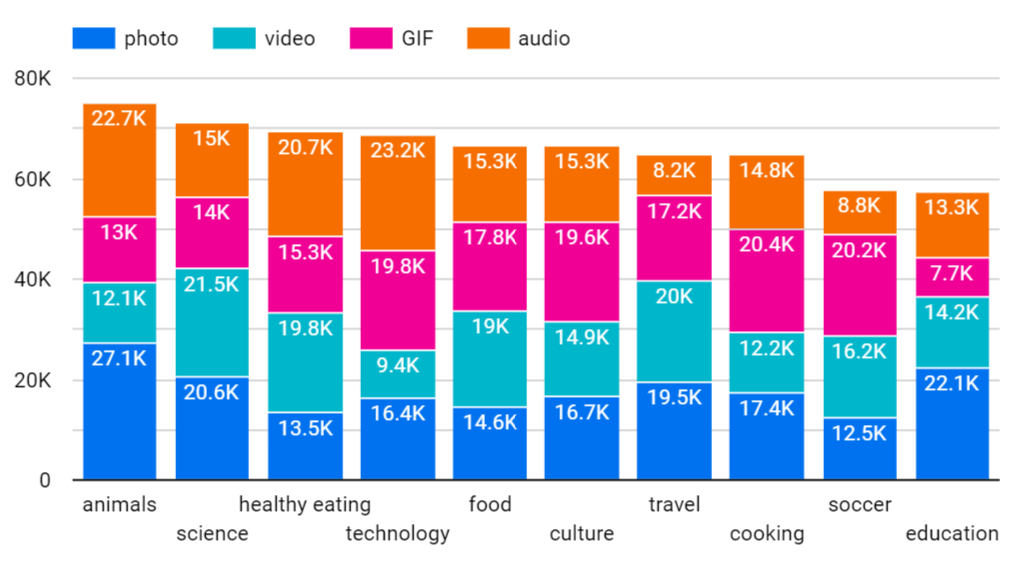 photo video GIF audio
80K
60K
40K
20K
0
22.7K
13K
12.1K
27.1K
15K
14K
21.5K
20.6K
20.7K
15.3K
19.8K
13.5K
23.2K
19.8K
9.4K
16.4K
15.3K
17.8K
19K
14.6K
15.3K
19.6K
14.9K
16.7K
8.2K
17.2K
20K
19.5K
14.8K
20.4K
12.2K
17.4K
8.8K
20.2K
16.2K
12.5K
13.3K
7.7K
14.2K
22.1K
animals healthy eating food travel soccer
science technology culture cooking education